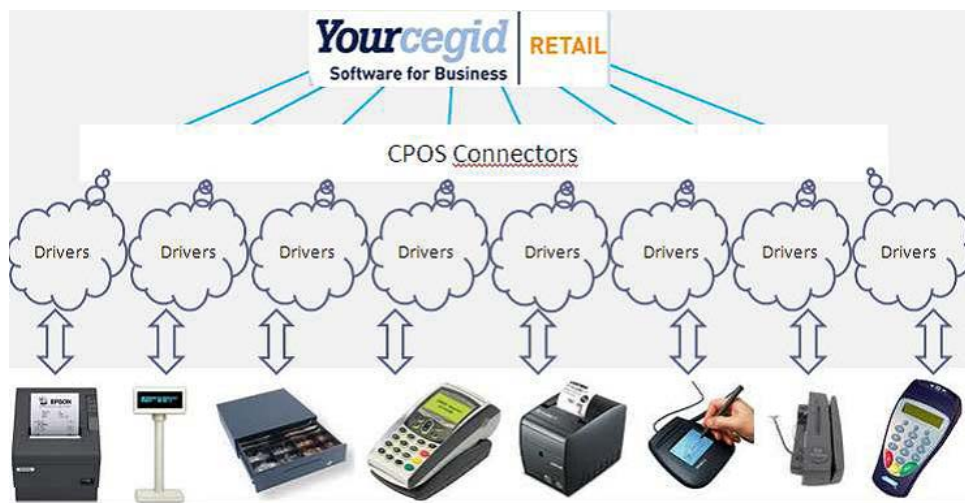 Yourcegid RETAIL
Software for Business
CPOS Connectors
Drivers Drivers Drivers Drivers Drivers Drivers Drivers Drivers
EPSON